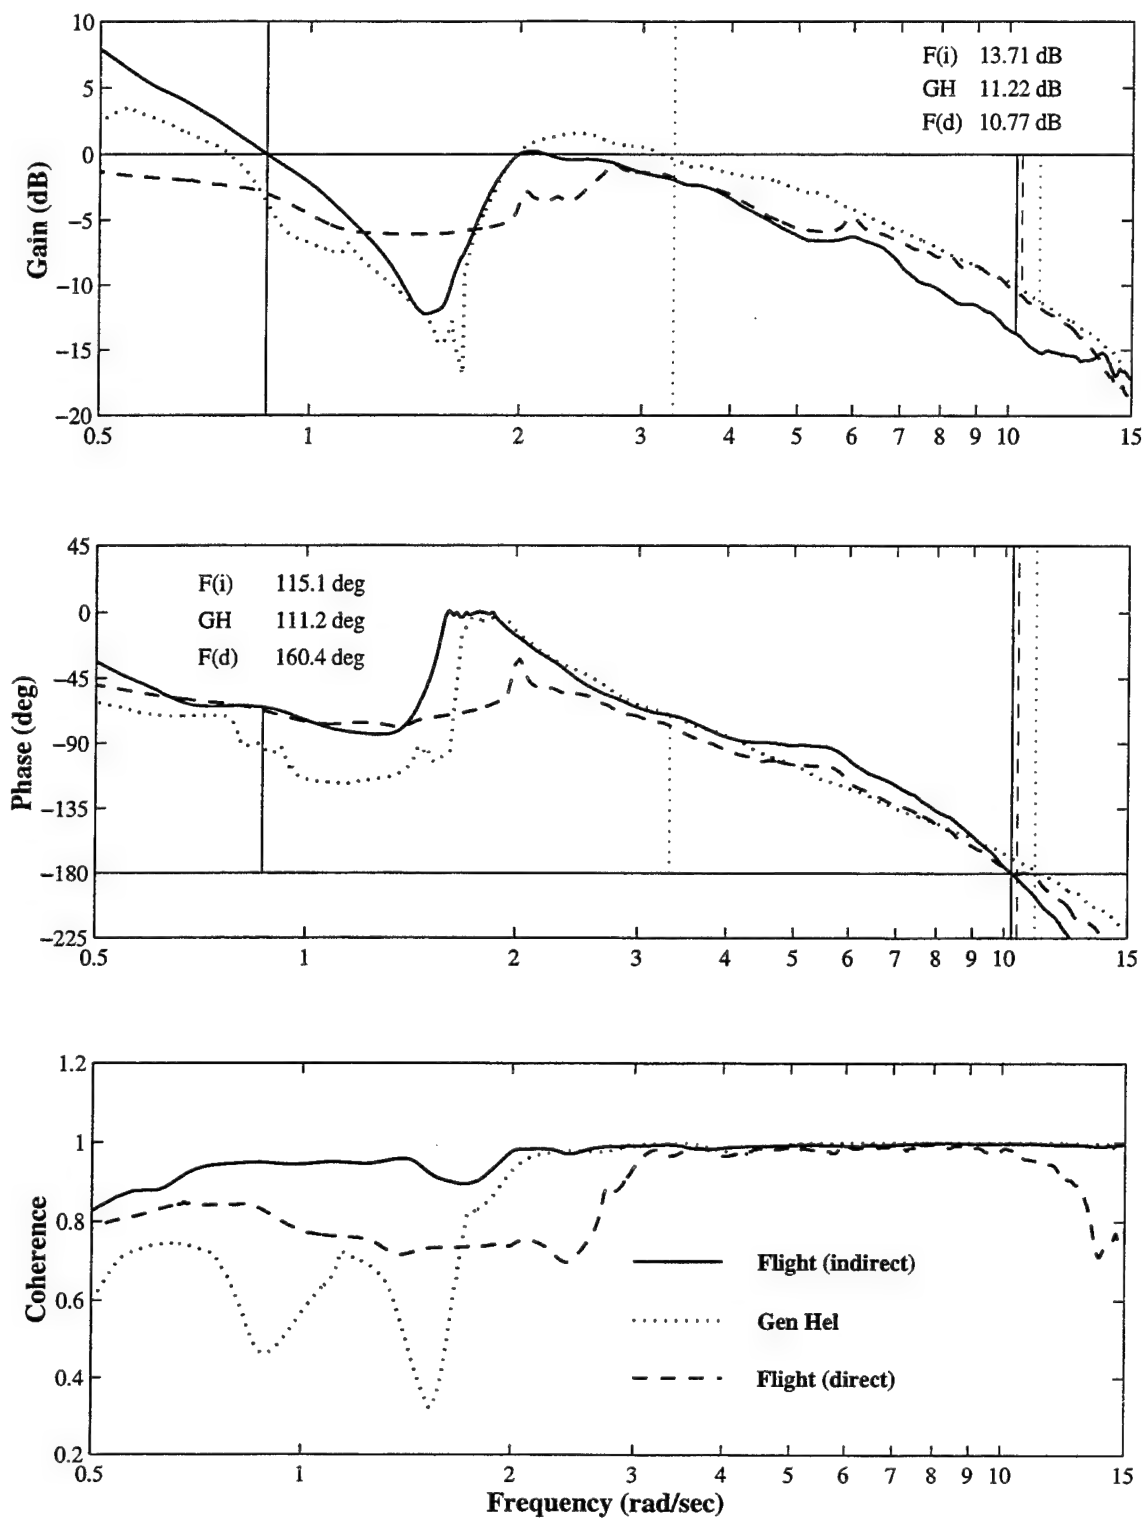 10
5
0
−5
−10
−15
−20
Gain (dB)
F(i) 13.71 dB
GH 11.22 dB
F(d) 10.77 dB
0.5 1 2 3 4 5 6 7 8 9 10 15
45
0
−45
−90
−135
−180
−225
Phase (deg)
F(i) 115.1 deg
GH 111.2 deg
F(d) 160.4 deg
0.5 1 2 3 4 5 6 7 8 9 10 15
1.2
1
0.8
0.6
0.4
0.2
Coherence
Flight (indirect)
Gen Hel
Flight (direct)
0.5 1 2 3 4 5 6 7 8 9 10 15
Frequency (rad/sec)